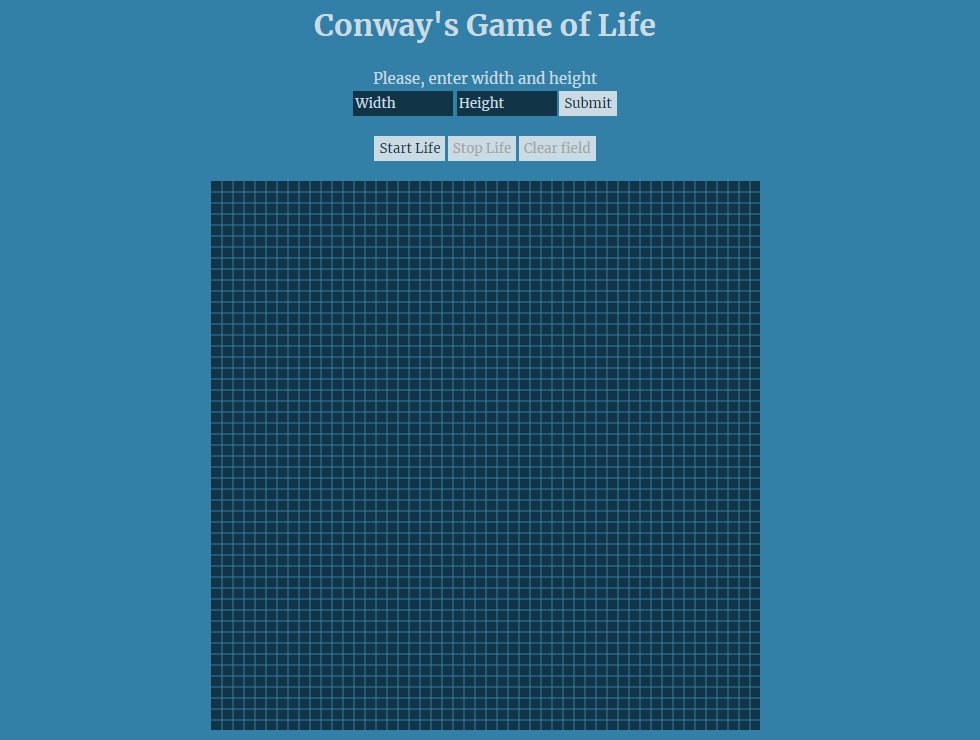 Conway's Game of Life
Please, enter width and height
Width Height Submit
Start Life Stop Life Clear field